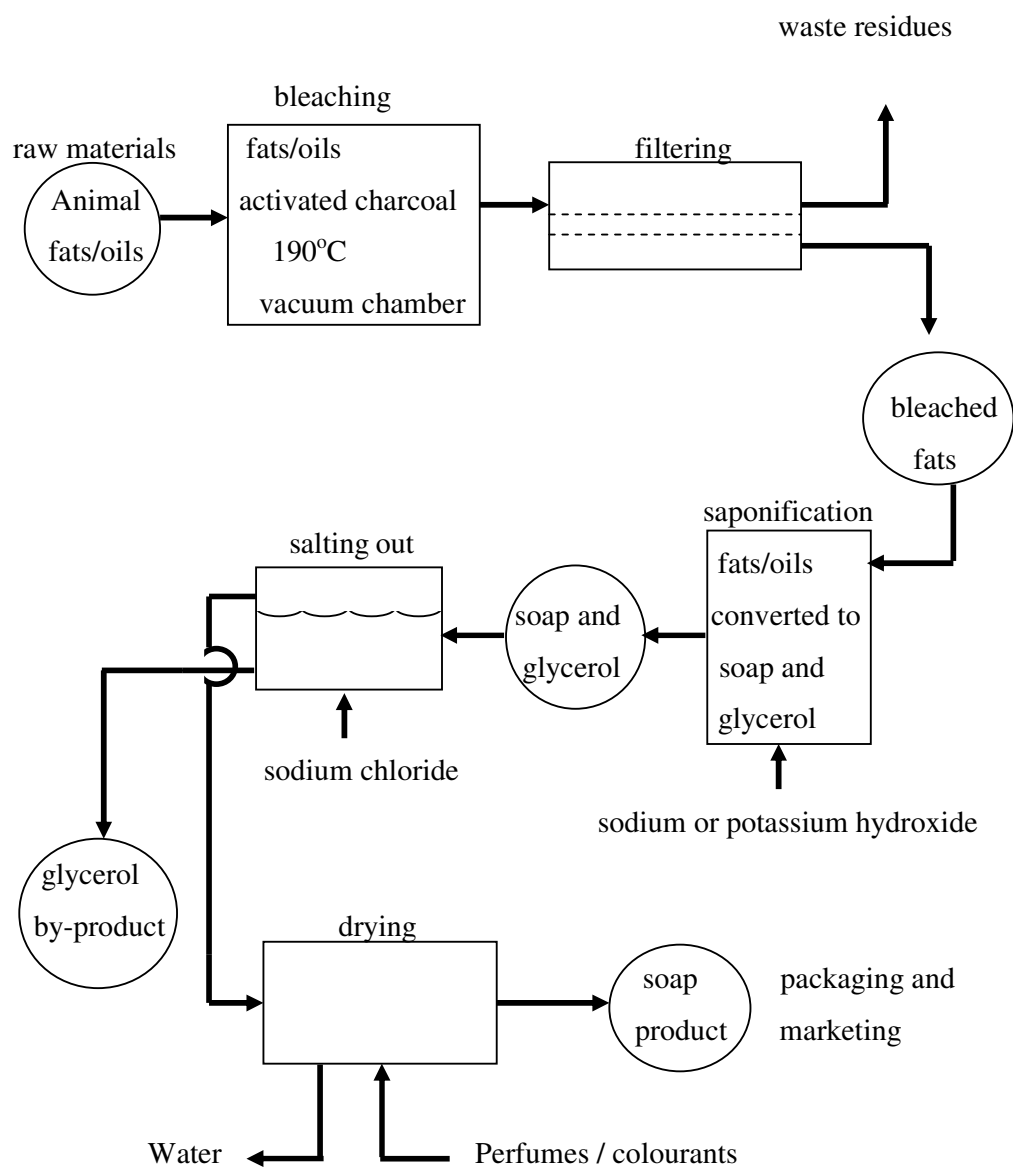 waste residues
bleaching
raw materials
Animal
fats/oils
fats/oils
activated charcoal
190°C
vacuum chamber
filtering
bleached
fats
saponification
fats/oils
converted to
soap and
glycerol
sodium or potassium hydroxide
soap and
glycerol
salting out
sodium chloride
glycerol
by-product
drying
soap
product
packaging and
marketing
Water
Perfumes / colourants